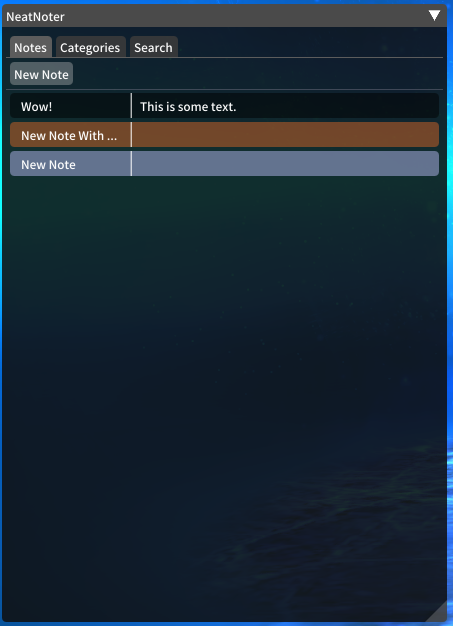 NeatNoter
Notes Categories Search
New Note
Wow! This is some text.
New Note With ...
New Note